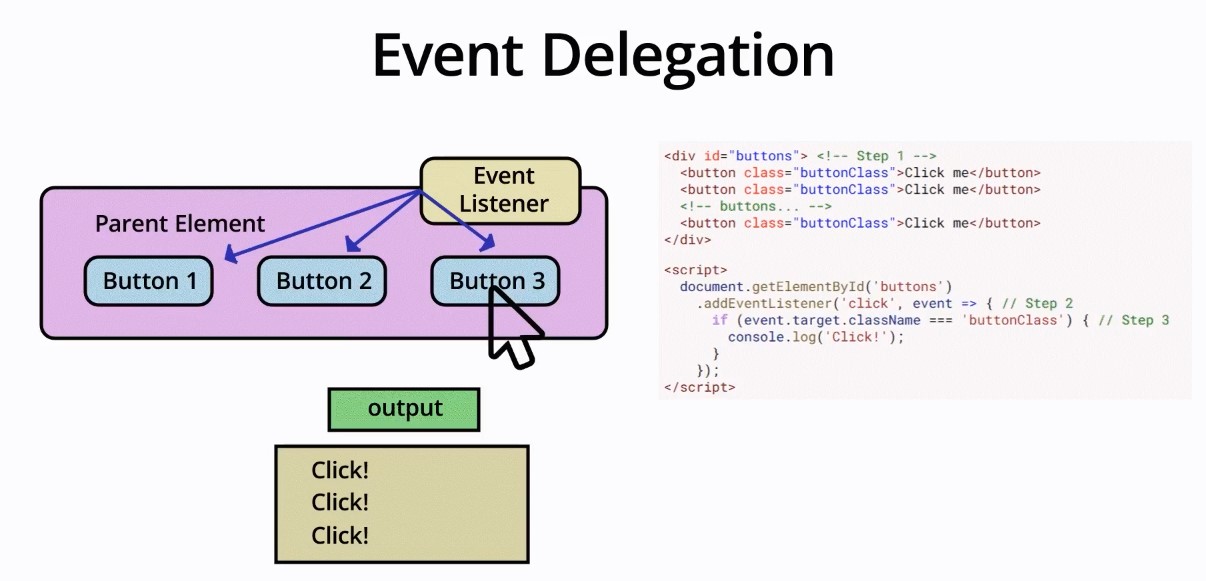 Event Delegation
Event
Listener
Parent Element
Button 1
Button 2
Button 3
output
Click!
Click!
Click!
<div id="buttons"> <!-- Step 1 -->
  <button class="buttonClass">Click me</button>
  <button class="buttonClass">Click me</button>
  <!-- buttons... -->
  <button class="buttonClass">Click me</button>
</div>
<script>
  document.getElementById('buttons')
    .addEventListener('click', event => { // Step 2
      if (event.target.className === 'buttonClass') { // Step 3
        console.log('Click!');
      }
    });
</script>